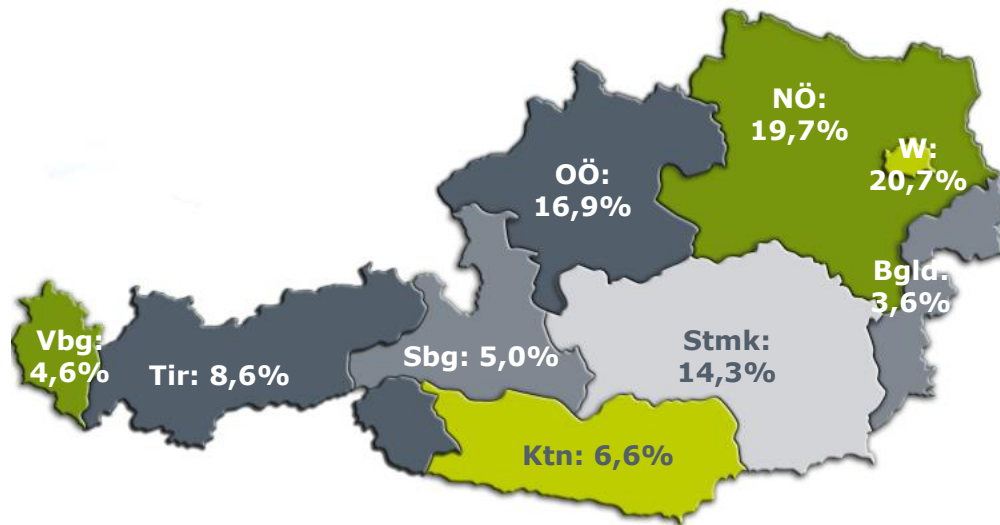 NÖ:
19,7%
W:
20,7%
OÖ:
16,9%
Bgld:
3,6%
Vbg:
4,6%
Tir: 8,6%
Sbg: 5,0%
Stmk:
14,3%
Ktn: 6,6%